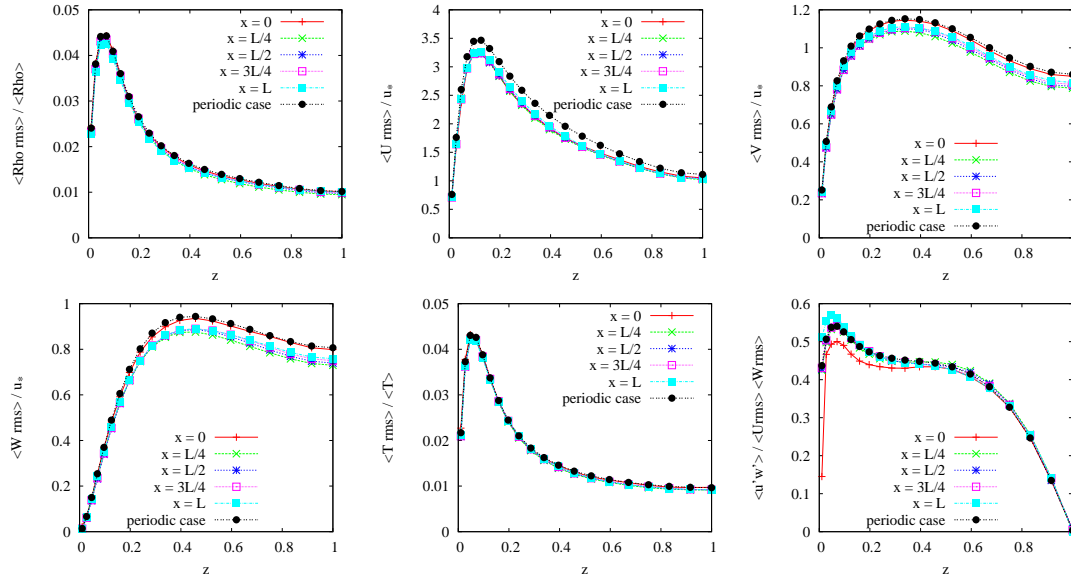 <Rho rms> / <Rho>
0.05
0.04
0.03
0.02
0.01
0
0 0.2 0.4 0.6 0.8 1
z
x = 0
x = L/4
x = L/2
x = 3L/4
x = L
periodic case
<U rms> / u*
4
3.5
3
2.5
2
1.5
1
0.5
0
0 0.2 0.4 0.6 0.8 1
z
x = 0
x = L/4
x = L/2
x = 3L/4
x = L
periodic case
<V rms> / u*
1.2
1
0.8
0.6
0.4
0.2
0
0 0.2 0.4 0.6 0.8
z
x = 0
x = L/4
x = L/2
x = 3L/4
x = L
periodic case
<W rms> / u*
1
0.8
0.6
0.4
0.2
0
0 0.2 0.4 0.6 0.8 1
z
x = 0
x = L/4
x = L/2
x = 3L/4
x = L
periodic case
<T rms> / <T>
0.05
0.04
0.03
0.02
0.01
0
0 0.2 0.4 0.6 0.8 1
z
x = 0
x = L/4
x = L/2
x = 3L/4
x = L
periodic case
<u'w'> / <Urms> <Wrms>
0.6
0.5
0.4
0.3
0.2
0.1
0
0 0.2 0.4 0.6 0.8
z
x = 0
x = L/4
x = L/2
x = 3L/4
x = L
periodic case